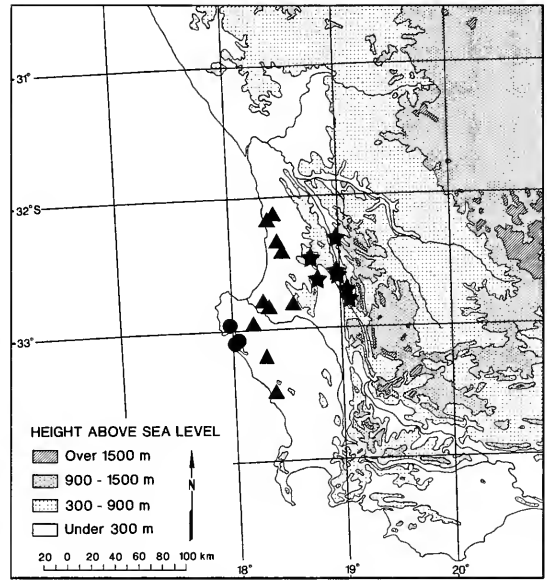 31°
32°S
33°
HEIGHT ABOVE SEA LEVEL
Over 1500 m
900 - 1500 m
300 - 900 m
Under 300 m
N
20 0 20 40 60 80 100 km
18°
19°
20°